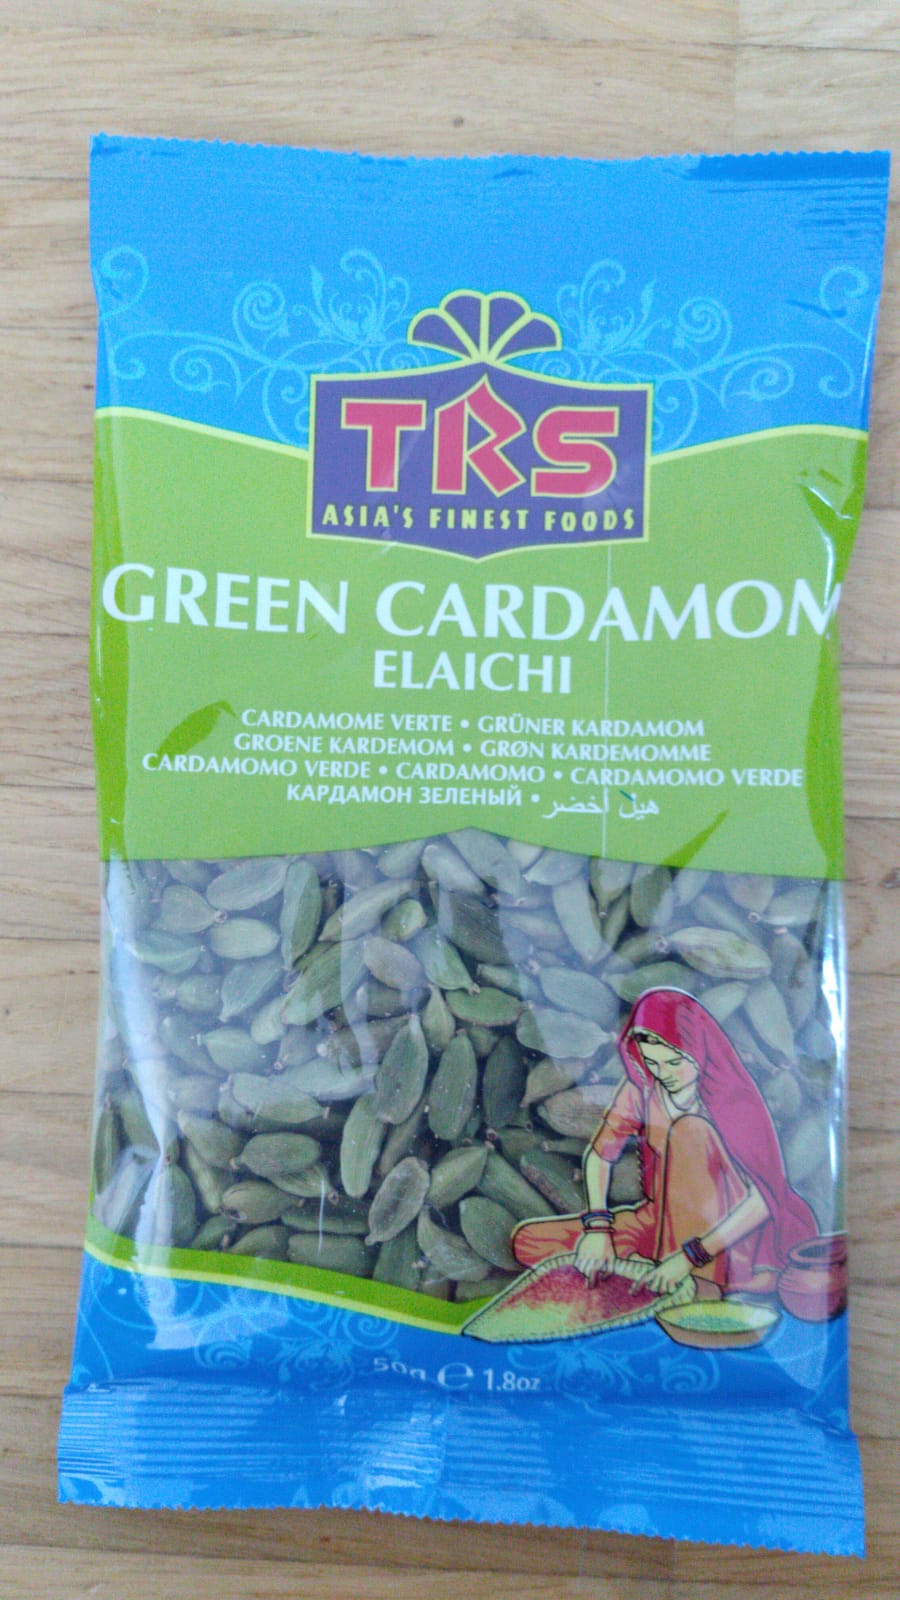 TRS
ASIA'S FINEST FOODS
GREEN CARDAMOM
ELAICHI
CARDAMOME VERTE • GRÜNER KARDAMOM
GROENE KARDEMOM • GRØN KARDEMOMME
CARDAMOMO VERDE • CARDAMOMO • CARDAMOMO VERDE
КАРДАМОН ЗЕЛЕНЫЙ • هيل أخضر
50g ℮ 1.8oz